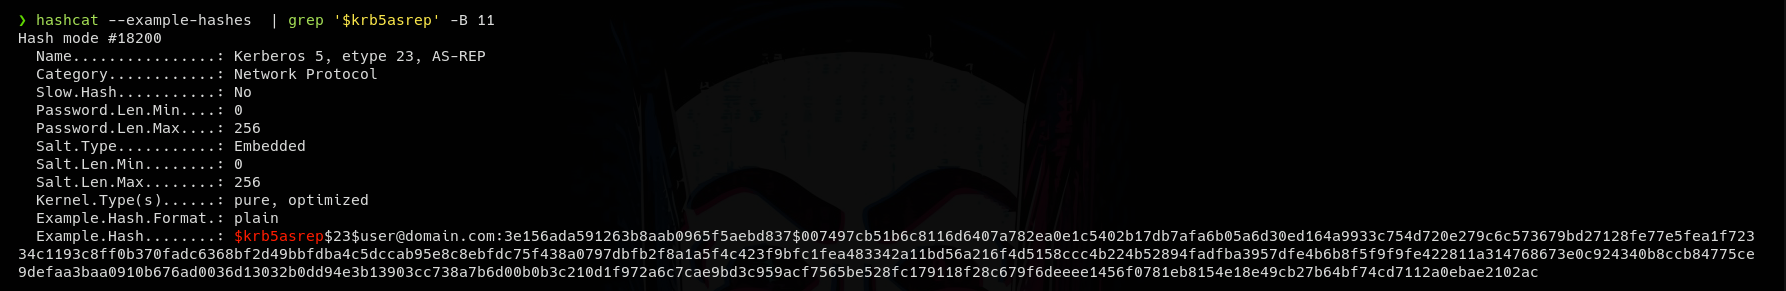 ❯ hashcat --example-hashes  | grep '$krb5asrep' -B 11
Hash mode #18200
  Name................: Kerberos 5, etype 23, AS-REP
  Category............: Network Protocol
  Slow.Hash...........: No
  Password.Len.Min....: 0
  Password.Len.Max....: 256
  Salt.Type...........: Embedded
  Salt.Len.Min........: 0
  Salt.Len.Max........: 256
  Kernel.Type(s)......: pure, optimized
  Example.Hash.Format.: plain
  Example.Hash........: $krb5asrep$23$user@domain.com:3e156ada591263b8aab0965f5aebd837$007497cb51b6c8116d6407a782ea0e1c5402b17db7afa6b05a6d30ed164a9933c754d720e279c6c573679bd27128fe77e5fea1f723
34c1193c8ff0b370fadc6368bf2d49bbfdba4c5dccab95e8c8ebfdc75f438a0797dbfb2f8a1a5f4c423f9bfc1fea483342a11bd56a216f4d5158ccc4b224b52894fadfba3957dfe4b6b8f5f9f9fe422811a314768673e0c924340b8ccb84775ce
9defaa3baa0910b676ad0036d13032b0dd94e3b13903cc738a7b6d00b0b3c210d1f972a6c7cae9bd3c959acf7565be528fc179118f28c679f6deeee1456f0781eb8154e18e49cb27b64bf74cd7112a0ebae2102ac